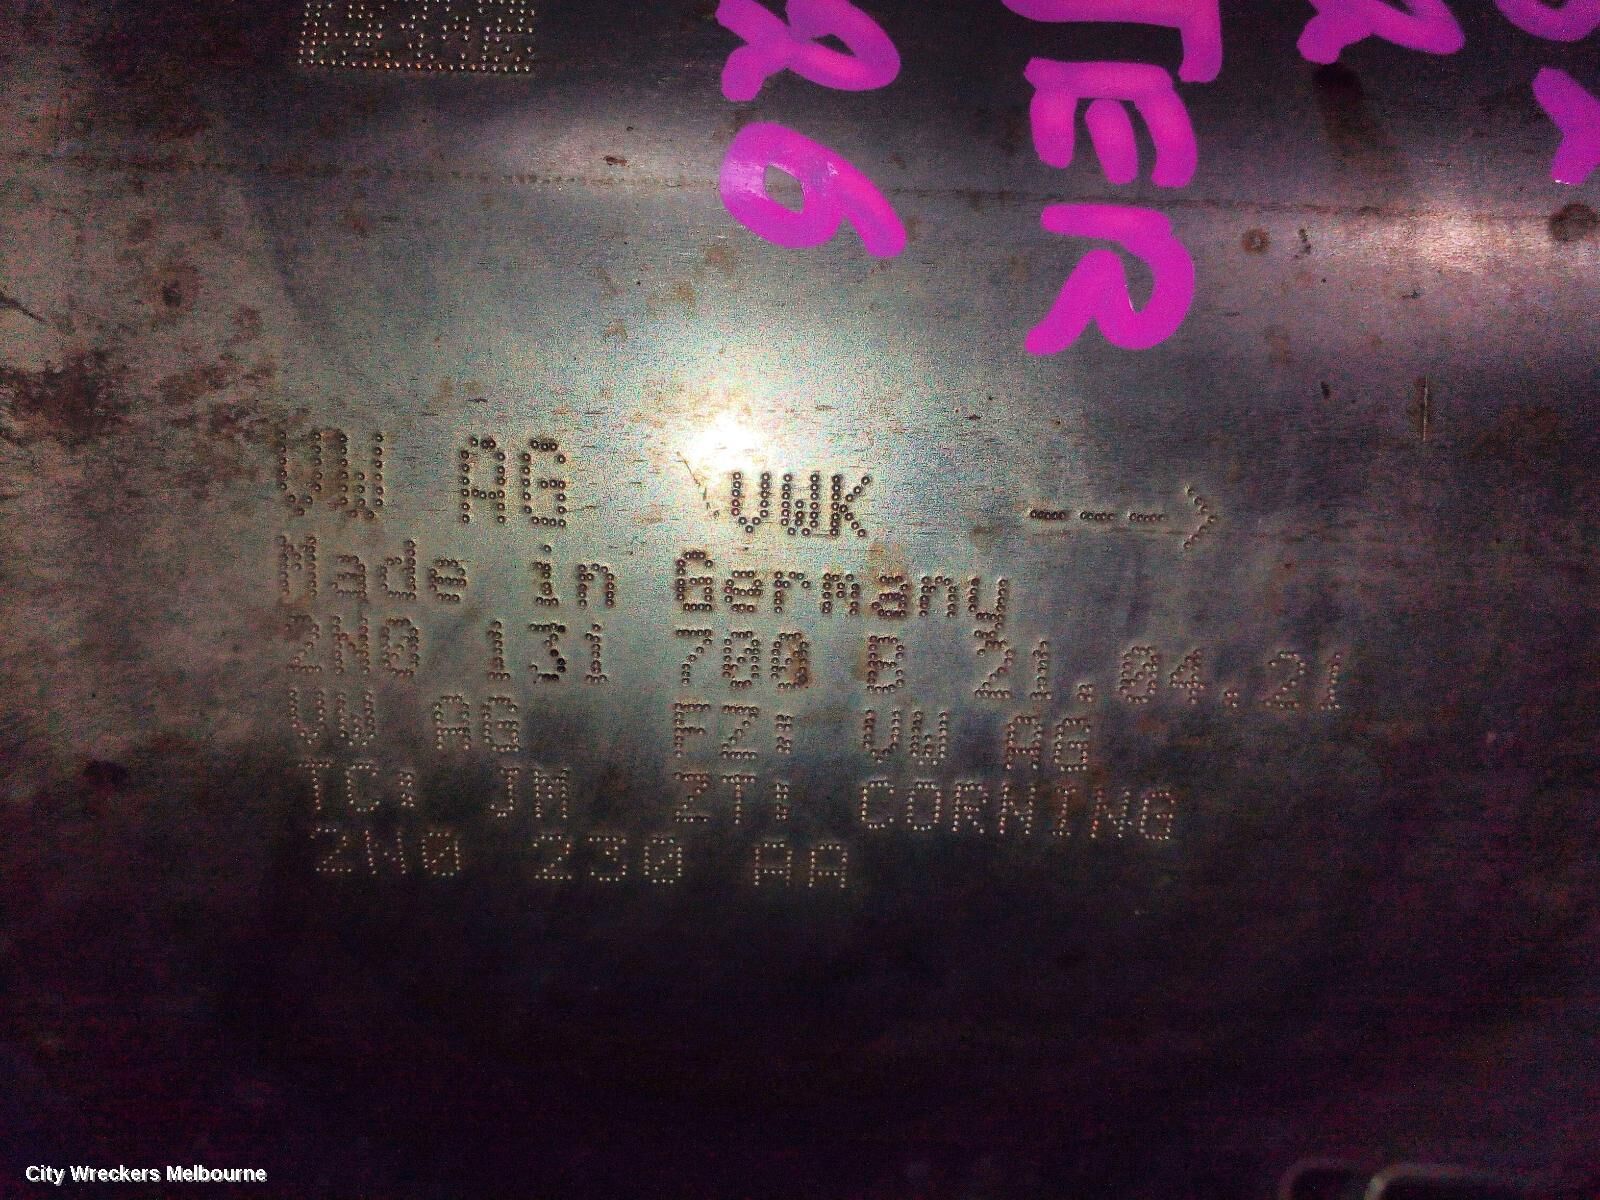 TER
VW AG VWK --->
Made in Germany
2N0 131 700 B 21.04.21
VW AG FZ: VW AG
TC: JM ZT: CORNING
2N0 230 AA
City Wreckers Melbourne